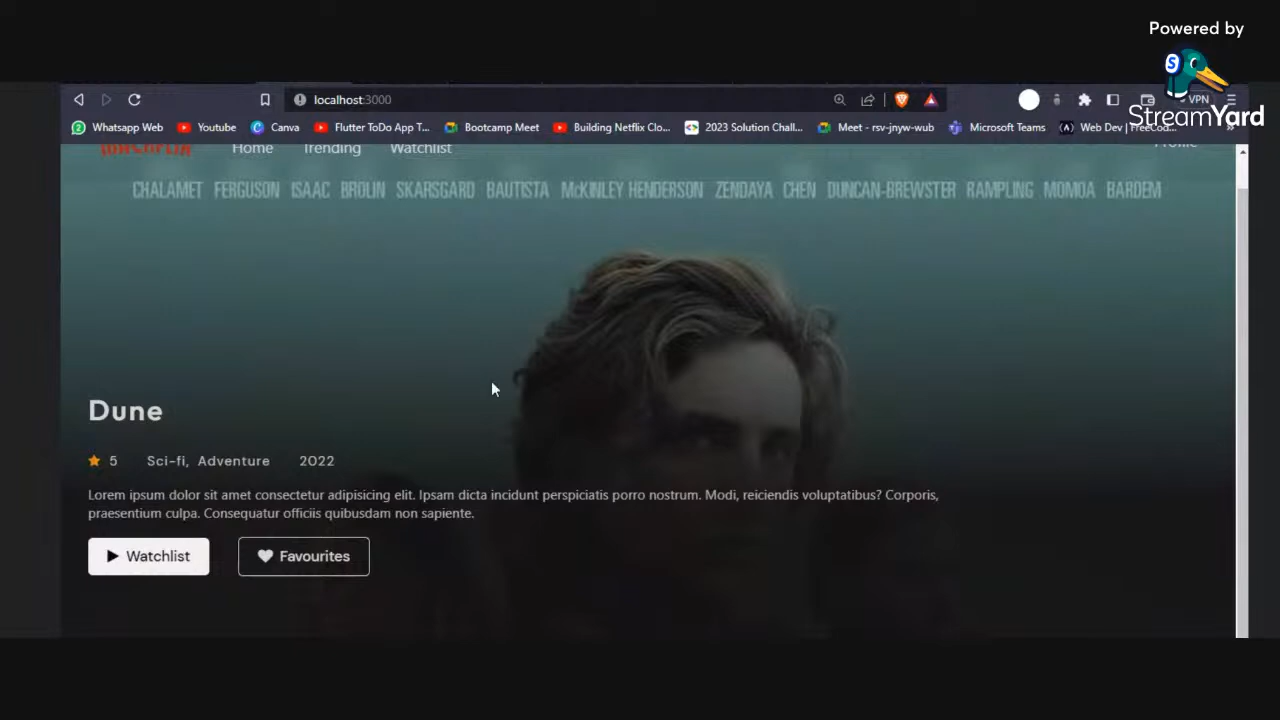 Powered by
StreamYard
localhost:3000
VPN
Whatsapp Web Youtube Canva Flutter ToDo App T... Bootcamp Meet Building Netflix Clo... 2023 Solution Chall... Meet - rsv-jnyw-wub Microsoft Teams Web Dev | FreeCod... »
Home Trending Watchlist Profile
CHALAMET FERGUSON ISAAC BROLIN SKARSGARD BAUTISTA McKINLEY HENDERSON ZENDAYA CHEN DUNCAN-BREWSTER RAMPLING MOMOA BARDEM
Dune
5 Sci-fi, Adventure 2022
Lorem ipsum dolor sit amet consectetur adipisicing elit. Ipsam dicta incidunt perspiciatis porro nostrum. Modi, reiciendis voluptatibus? Corporis,
praesentium culpa. Consequatur officiis quibusdam non sapiente.
Watchlist Favourites